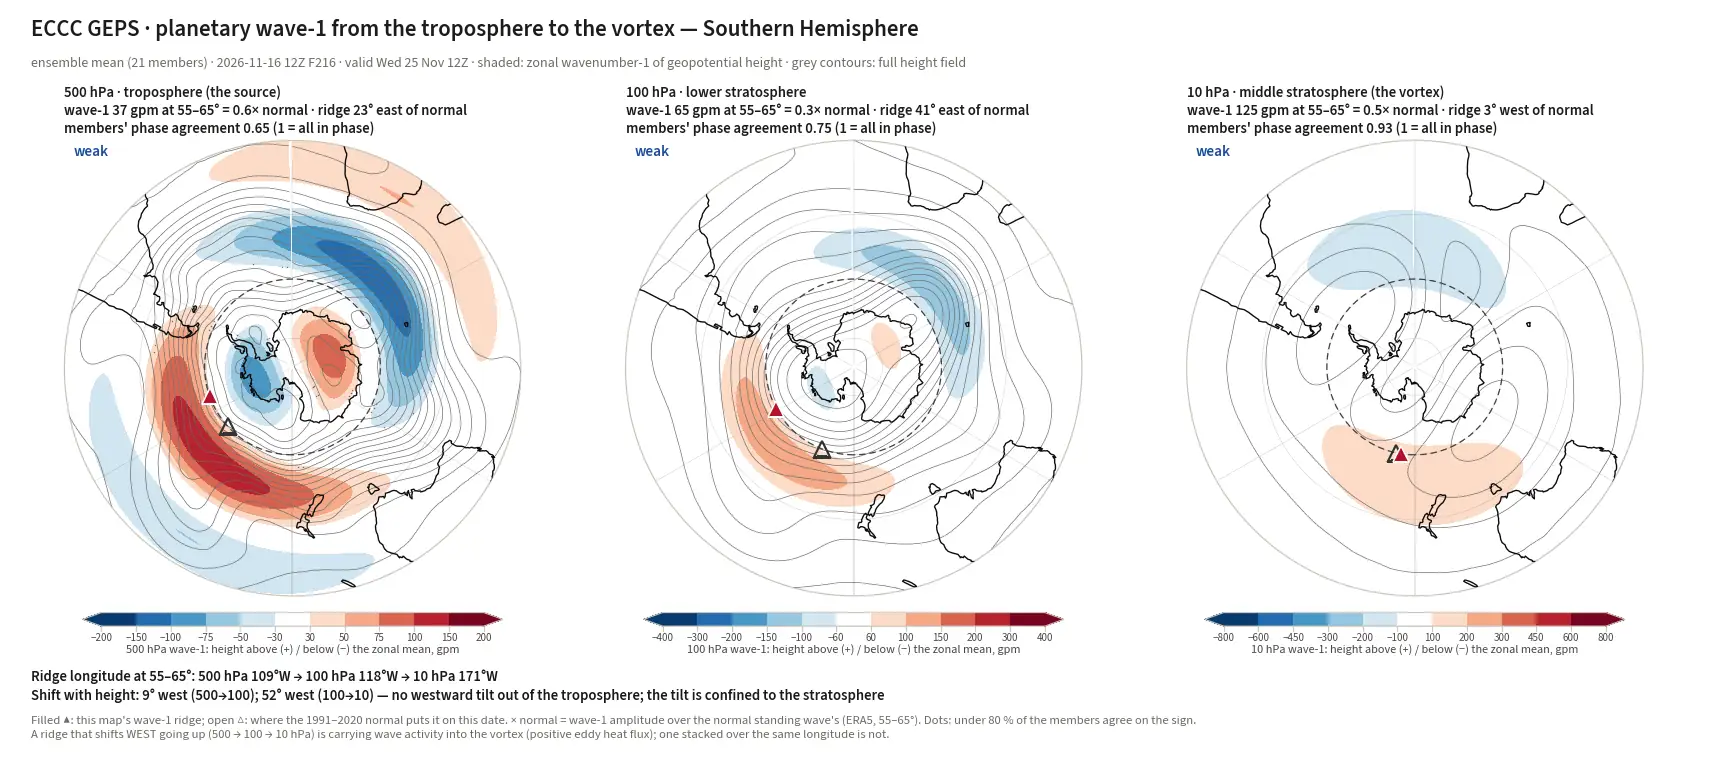 ECCC GEPS · planetary wave-1 from the troposphere to the vortex — Southern Hemisphere
ensemble mean (21 members) · 2026-11-16 12Z F216 · valid Wed 25 Nov 12Z · shaded: zonal wavenumber-1 of geopotential height · grey contours: full height field
500 hPa · troposphere (the source)
wave-1 37 gpm at 55–65° = 0.6× normal · ridge 23° east of normal
members' phase agreement 0.65 (1 = all in phase)
weak
100 hPa · lower stratosphere
wave-1 65 gpm at 55–65° = 0.3× normal · ridge 41° east of normal
members' phase agreement 0.75 (1 = all in phase)
weak
10 hPa · middle stratosphere (the vortex)
wave-1 125 gpm at 55–65° = 0.5× normal · ridge 3° west of normal
members' phase agreement 0.93 (1 = all in phase)
weak
−200 −150 −100 −75 −50 −30 30 50 75 100 150 200
500 hPa wave-1: height above (+) / below (−) the zonal mean, gpm
−400 −300 −200 −150 −100 −60 60 100 150 200 300 400
100 hPa wave-1: height above (+) / below (−) the zonal mean, gpm
−800 −600 −450 −300 −200 −100 100 200 300 450 600 800
10 hPa wave-1: height above (+) / below (−) the zonal mean, gpm
Ridge longitude at 55–65°: 500 hPa 109°W → 100 hPa 118°W → 10 hPa 171°W
Shift with height: 9° west (500→100); 52° west (100→10) — no westward tilt out of the troposphere; the tilt is confined to the stratosphere
Filled ▲: this map's wave-1 ridge; open △: where the 1991–2020 normal puts it on this date. × normal = wave-1 amplitude over the normal standing wave's (ERA5, 55–65°). Dots: under 80 % of the members agree on the sign.
A ridge that shifts WEST going up (500 → 100 → 10 hPa) is carrying wave activity into the vortex (positive eddy heat flux); one stacked over the same longitude is not.